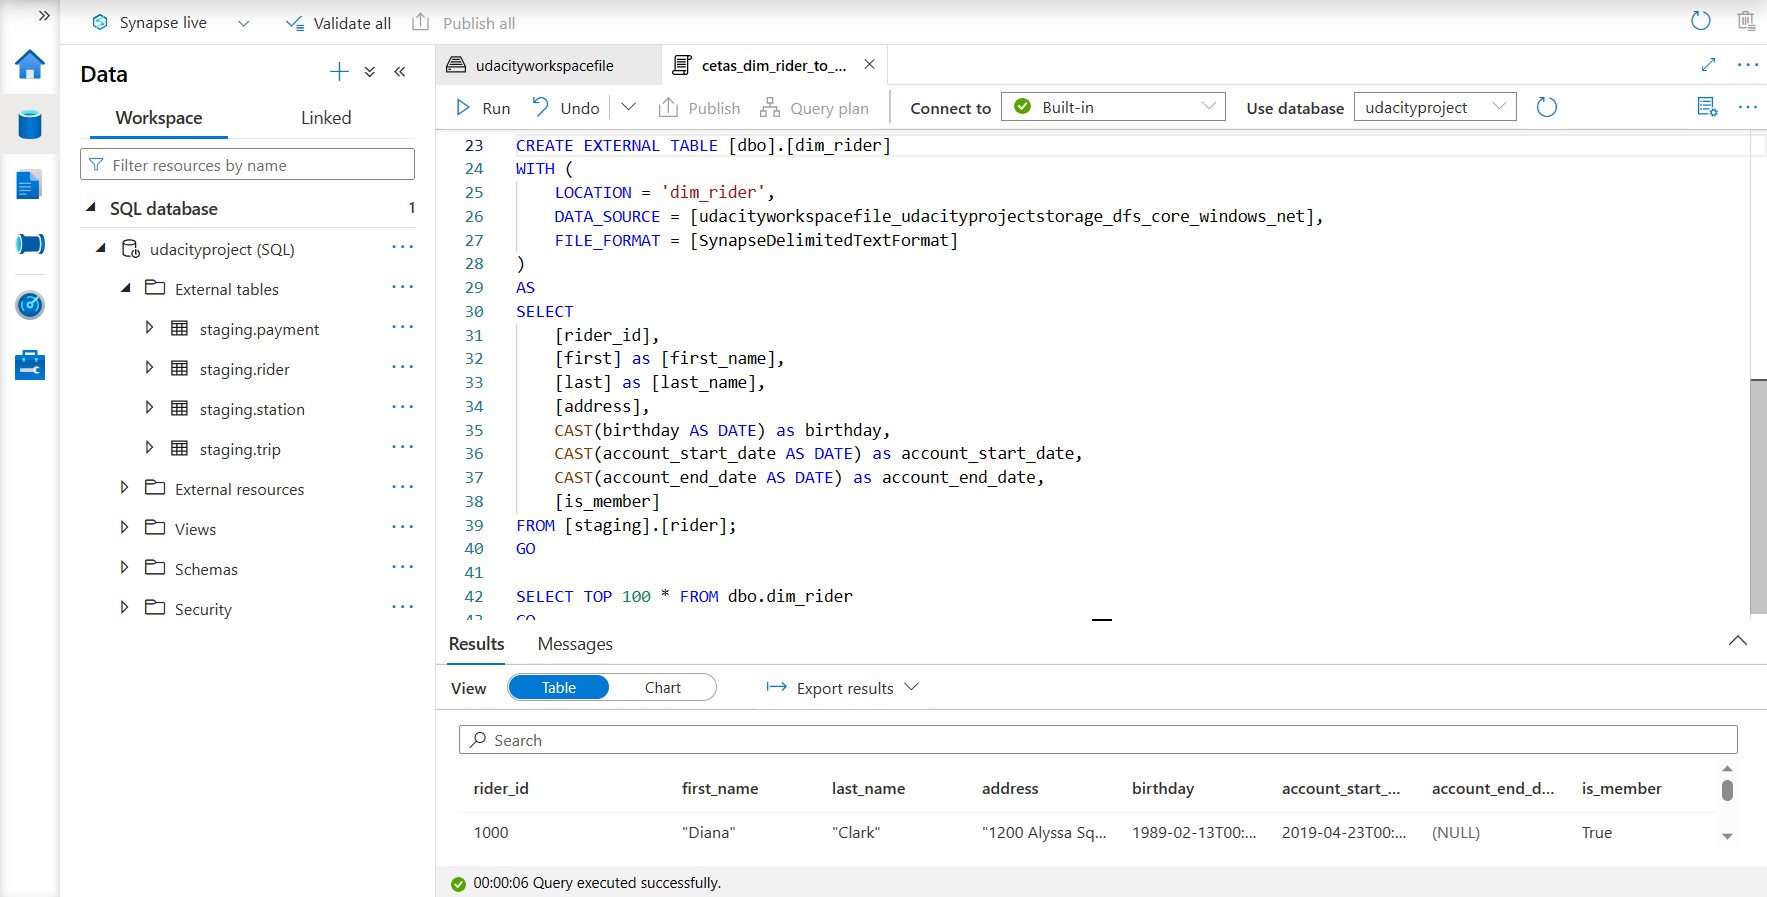 Synapse live
Validate all
Publish all
Data
Workspace
Linked
Filter resources by name
SQL database
1
udacityproject (SQL)
External tables
staging.payment
staging.rider
staging.station
staging.trip
External resources
Views
Schemas
Security
udacityworkspacefile
cetas_dim_rider_to_...
Run
Undo
Publish
Query plan
Connect to
Built-in
Use database
udacityproject
23 CREATE EXTERNAL TABLE [dbo].[dim_rider]
24 WITH (
25 LOCATION = 'dim_rider',
26 DATA_SOURCE = [udacityworkspacefile_udacityprojectstorage_dfs_core_windows_net],
27 FILE_FORMAT = [SynapseDelimitedTextFormat]
28 )
29 AS
30 SELECT
31 [rider_id],
32 [first] as [first_name],
33 [last] as [last_name],
34 [address],
35 CAST(birthday AS DATE) as birthday,
36 CAST(account_start_date AS DATE) as account_start_date,
37 CAST(account_end_date AS DATE) as account_end_date,
38 [is_member]
39 FROM [staging].[rider];
40 GO
41
42 SELECT TOP 100 * FROM dbo.dim_rider
43 GO
Results
Messages
View
Table
Chart
Export results
Search
rider_id first_name last_name address birthday account_start_... account_end_d... is_member
1000 "Diana" "Clark" "1200 Alyssa Sq... 1989-02-13T00:... 2019-04-23T00:... (NULL) True
00:00:06 Query executed successfully.